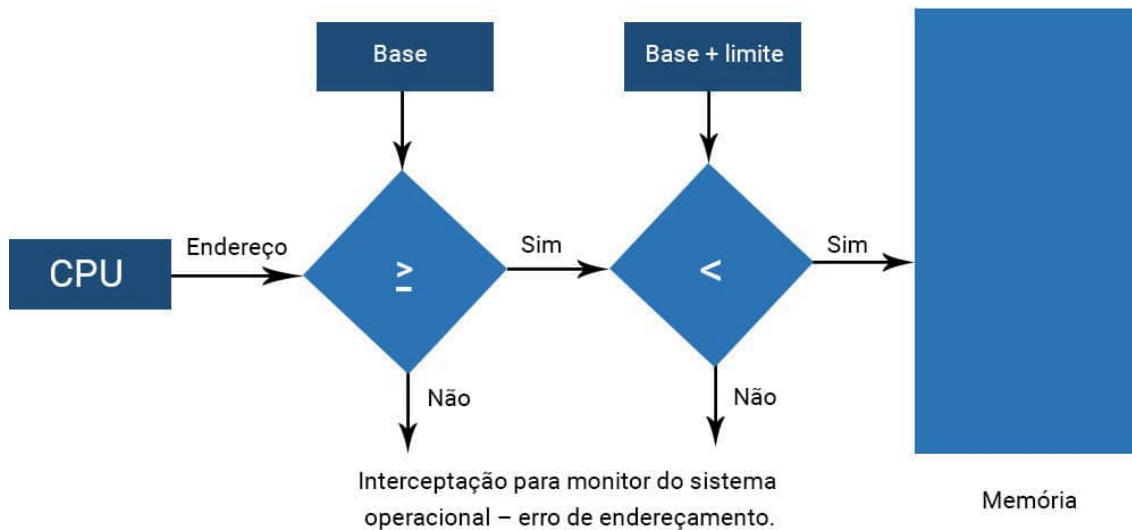 Base
Base + limite
CPU
Endereço
≥
Sim
<
Sim
Não
Não
Interceptação para monitor do sistema
operacional – erro de endereçamento.
Memória